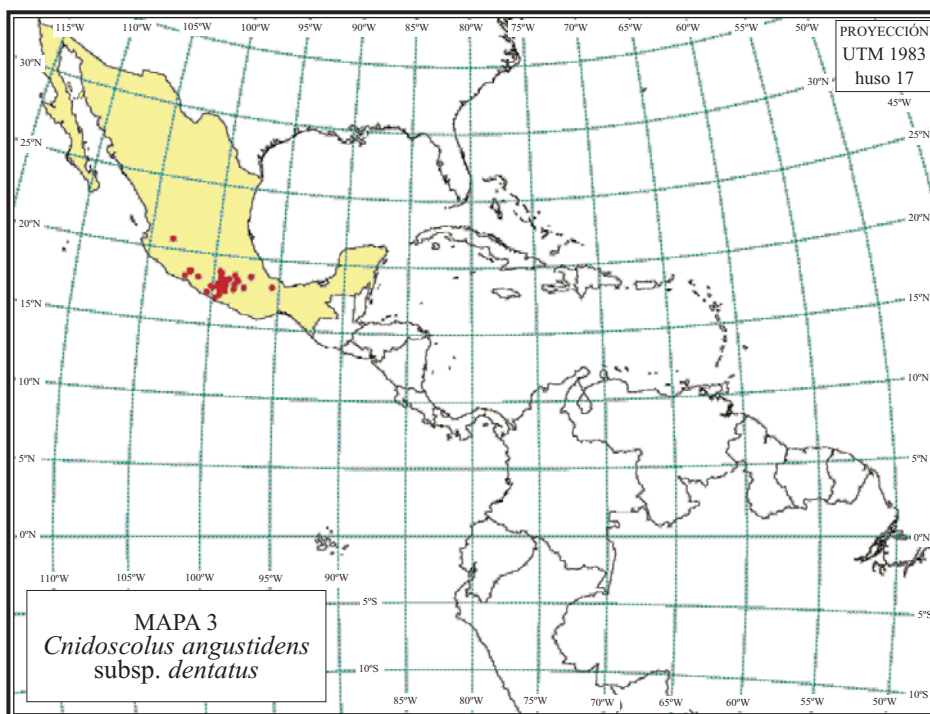 115ºW
110ºW
105ºW
100ºW
95ºW
90ºW
85ºW
80ºW
75ºW
70ºW
65ºW
60ºW
55ºW
50ºW
PROYECCIÓN
UTM 1983
huso 17
30ºN
30ºN
45ºW
25ºN
25ºN
20ºN
20ºN
15ºN
15ºN
10ºN
10ºN
5ºN
5ºN
0ºN
0ºN
110ºW
105ºW
100ºW
95ºW
90ºW
5ºS
5ºS
10ºS
10ºS
MAPA 3
Cnidoscolus angustidens
subsp. dentatus
85ºW
80ºW
75ºW
70ºW
65ºW
60ºW
55ºW
50ºW